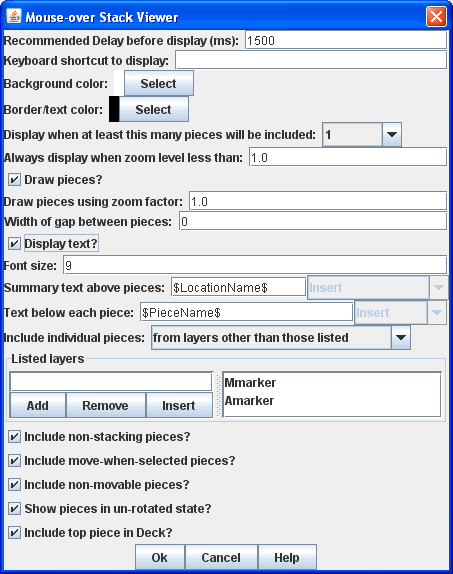 Mouse-over Stack Viewer
Recommended Delay before display (ms): 1500
Keyboard shortcut to display:
Background color: Select
Border/text color: Select
Display when at least this many pieces will be included: 1
Always display when zoom level less than: 1.0
Draw pieces?
Draw pieces using zoom factor: 1.0
Width of gap between pieces: 0
Display text?
Font size: 9
Summary text above pieces: $LocationName$ Insert
Text below each piece: $PieceName$ Insert
Include individual pieces: from layers other than those listed
Listed layers
Mmarker
Add Remove Insert Amarker
Include non-stacking pieces?
Include move-when-selected pieces?
Include non-movable pieces?
Show pieces in un-rotated state?
Include top piece in Deck?
Ok Cancel Help